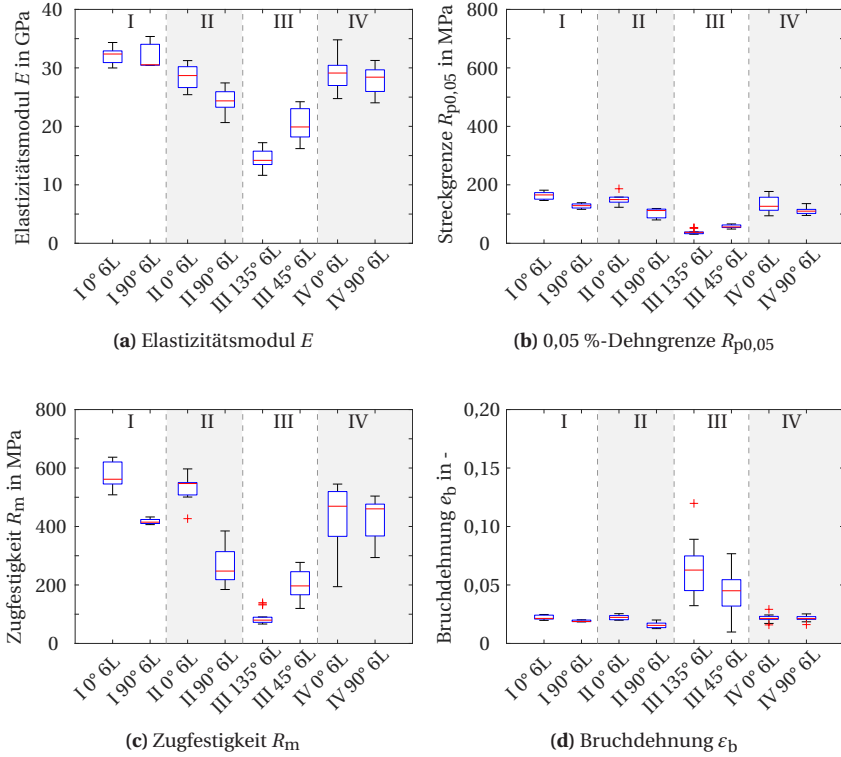 I II III IV
Elastizitätsmodul E in GPa
40
30
20
10
0
I 0° 6L
I 90° 6L
II 0° 6L
II 90° 6L
III 135° 6L
III 45° 6L
IV 0° 6L
IV 90° 6L
(a) Elastizitätsmodul E
I II III IV
Streckgrenze Rp0,05 in MPa
800
600
400
200
0
I 0° 6L
I 90° 6L
II 0° 6L
II 90° 6L
III 135° 6L
III 45° 6L
IV 0° 6L
IV 90° 6L
(b) 0,05 %-Dehngrenze Rp0,05
I II III IV
Zugfestigkeit Rm in MPa
800
600
400
200
0
I 0° 6L
I 90° 6L
II 0° 6L
II 90° 6L
III 135° 6L
III 45° 6L
IV 0° 6L
IV 90° 6L
(c) Zugfestigkeit Rm
I II III IV
Bruchdehnung eb in -
0,20
0,15
0,10
0,05
0
I 0° 6L
I 90° 6L
II 0° 6L
II 90° 6L
III 135° 6L
III 45° 6L
IV 0° 6L
IV 90° 6L
(d) Bruchdehnung εb